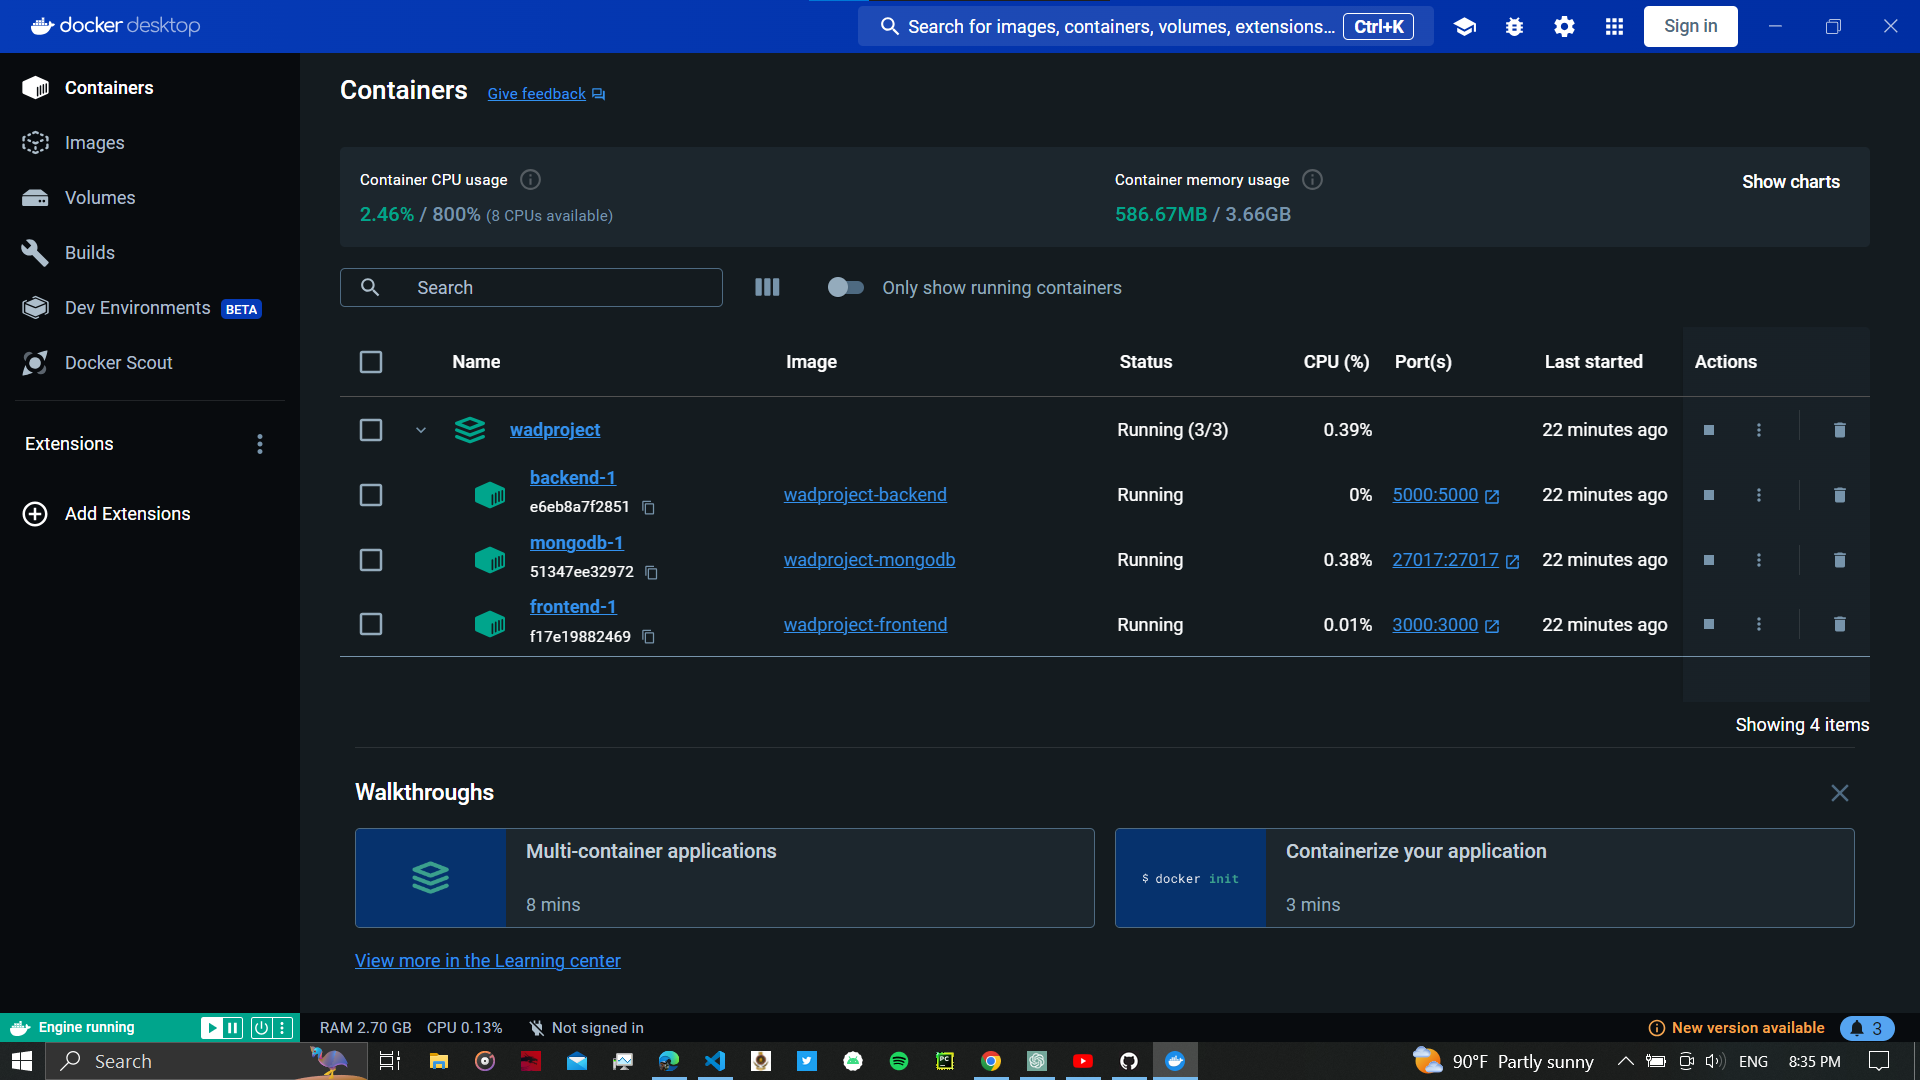 docker desktop
Search for images, containers, volumes, extensions... Ctrl+K
Sign in
Containers
Images
Volumes
Builds
Dev Environments BETA
Docker Scout
Extensions
Add Extensions
Containers Give feedback
Container CPU usage
2.46% / 800% (8 CPUs available)
Container memory usage
586.67MB / 3.66GB
Show charts
Search
Only show running containers
Name Image Status CPU (%) Port(s) Last started Actions
wadproject Running (3/3) 0.39% 22 minutes ago
backend-1
e6eb8a7f2851
wadproject-backend Running 0% 5000:5000 22 minutes ago
mongodb-1
51347ee32972
wadproject-mongodb Running 0.38% 27017:27017 22 minutes ago
frontend-1
f17e19882469
wadproject-frontend Running 0.01% 3000:3000 22 minutes ago
Showing 4 items
Walkthroughs
Multi-container applications
8 mins
$ docker init
Containerize your application
3 mins
View more in the Learning center
Engine running
RAM 2.70 GB CPU 0.13% Not signed in
New version available 3
Search
PC
90°F Partly sunny
ENG
8:35 PM